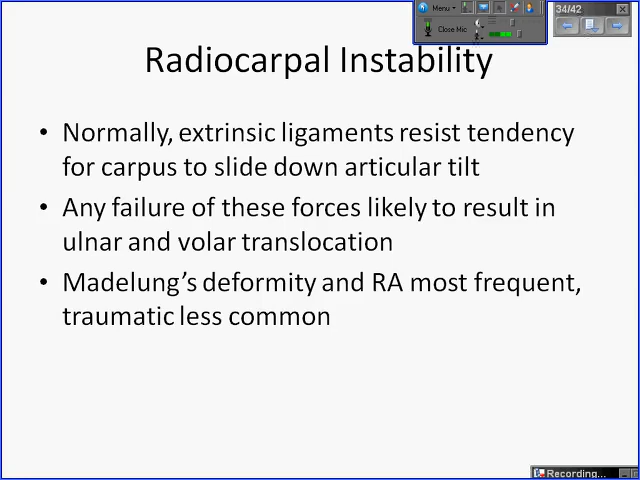 34/42
Menu
Close Mic
Radiocarpal Instability
• Normally, extrinsic ligaments resist tendency
for carpus to slide down articular tilt
• Any failure of these forces likely to result in
ulnar and volar translocation
• Madelung's deformity and RA most frequent,
traumatic less common
Recording...